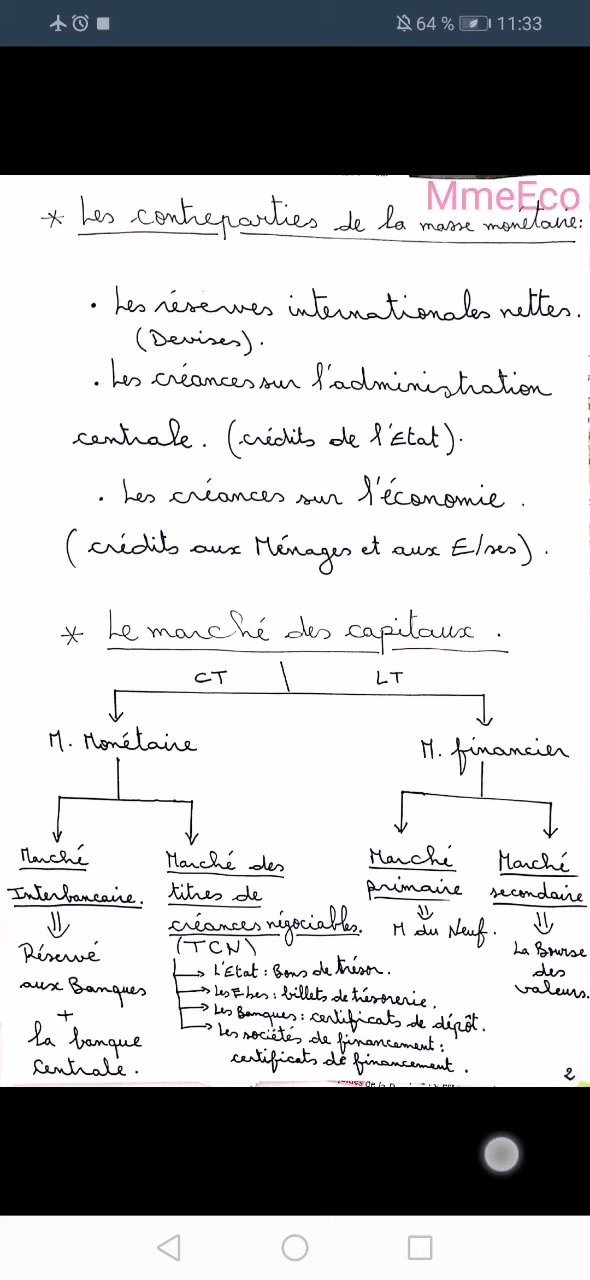 64 % 11:33
MmeEco
* Les contreparties de la masse monétaire:
. Les réserves internationales nettes.
(Devises).
. Les créances sur l'administration
centrale. (crédits de l'Etat).
. Les créances sur l'économie.
(crédits aux Ménages et aux E/ses).
* Le marché des capitaux.
CT LT
M. Monétaire M. financier
Marché
Interbancaire.
Réservé
aux Banques
+
la banque
centrale.
Marché des
titres de
créances négociables.
(TCN)
L'Etat : Bons de trésor.
Les E/ses : billets de trésorerie.
Les Banques : certificats de dépôt.
Les sociétés de financement :
certificats de financement.
Marché
primaire
M du Neuf.
Marché
secondaire
La Bourse
des
valeurs.
2